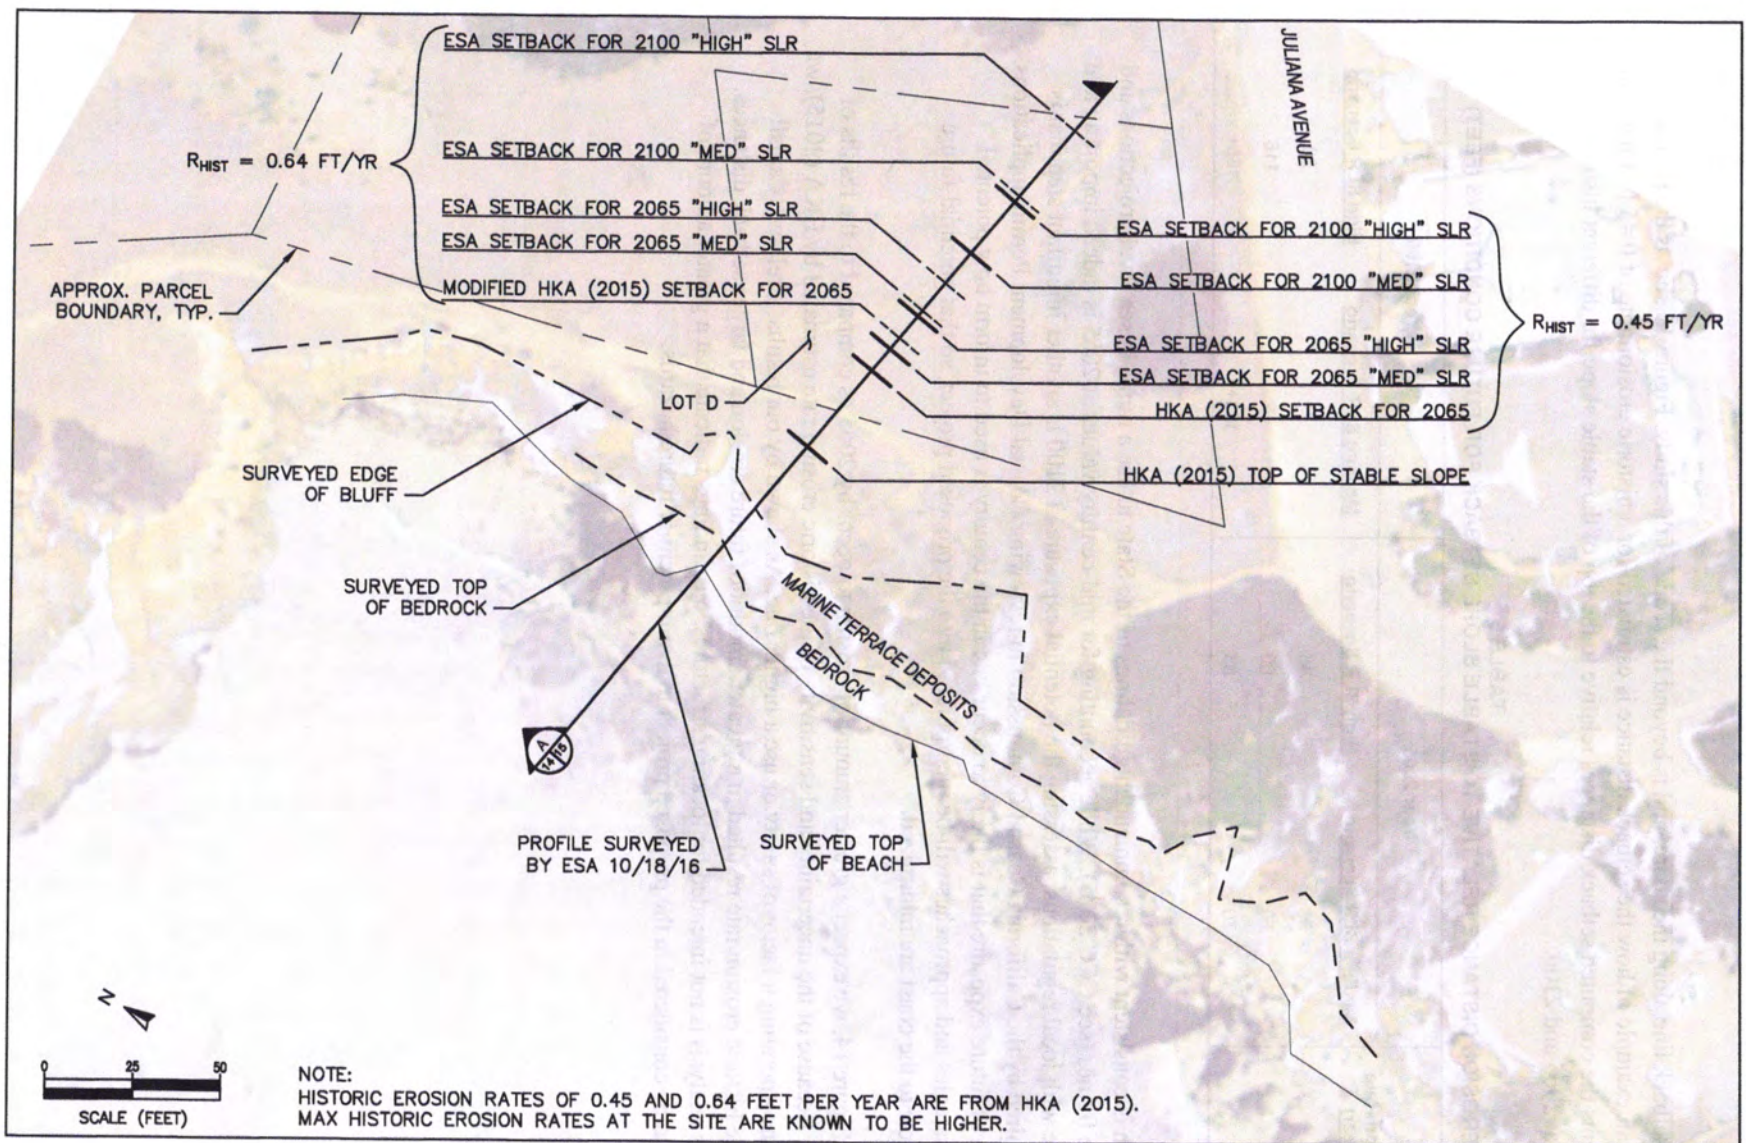 ESA SETBACK FOR 2100 "HIGH" SLR
ESA SETBACK FOR 2100 "MED" SLR
ESA SETBACK FOR 2065 "HIGH" SLR
ESA SETBACK FOR 2065 "MED" SLR
MODIFIED HKA (2015) SETBACK FOR 2065
R_HIST = 0.64 FT/YR
JULIANA AVENUE
ESA SETBACK FOR 2100 "HIGH" SLR
ESA SETBACK FOR 2100 "MED" SLR
ESA SETBACK FOR 2065 "HIGH" SLR
ESA SETBACK FOR 2065 "MED" SLR
HKA (2015) SETBACK FOR 2065
HKA (2015) TOP OF STABLE SLOPE
R_HIST = 0.45 FT/YR
APPROX. PARCEL
BOUNDARY, TYP.
LOT D
SURVEYED EDGE
OF BLUFF
SURVEYED TOP
OF BEDROCK
MARINE TERRACE DEPOSITS
BEDROCK
A
14 15
PROFILE SURVEYED
BY ESA 10/18/16
SURVEYED TOP
OF BEACH
N
0 25 50
SCALE (FEET)
NOTE:
HISTORIC EROSION RATES OF 0.45 AND 0.64 FEET PER YEAR ARE FROM HKA (2015).
MAX HISTORIC EROSION RATES AT THE SITE ARE KNOWN TO BE HIGHER.